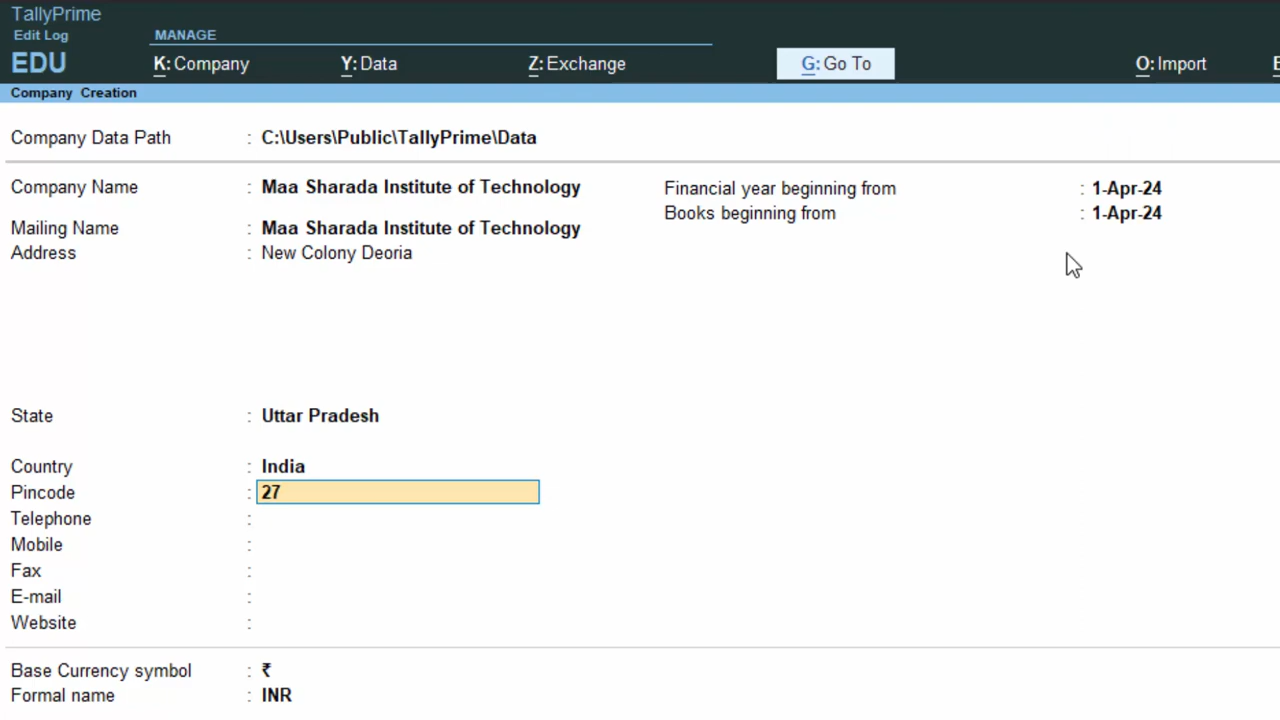 TallyPrime
Edit Log
EDU
MANAGE
K: Company Y: Data Z: Exchange G: Go To O: Import E
Company Creation
Company Data Path : C:\Users\Public\TallyPrime\Data
Company Name : Maa Sharada Institute of Technology
Financial year beginning from : 1-Apr-24
Books beginning from : 1-Apr-24
Mailing Name : Maa Sharada Institute of Technology
Address : New Colony Deoria
State : Uttar Pradesh
Country : India
Pincode : 27
Telephone :
Mobile :
Fax :
E-mail :
Website :
Base Currency symbol : ₹
Formal name : INR